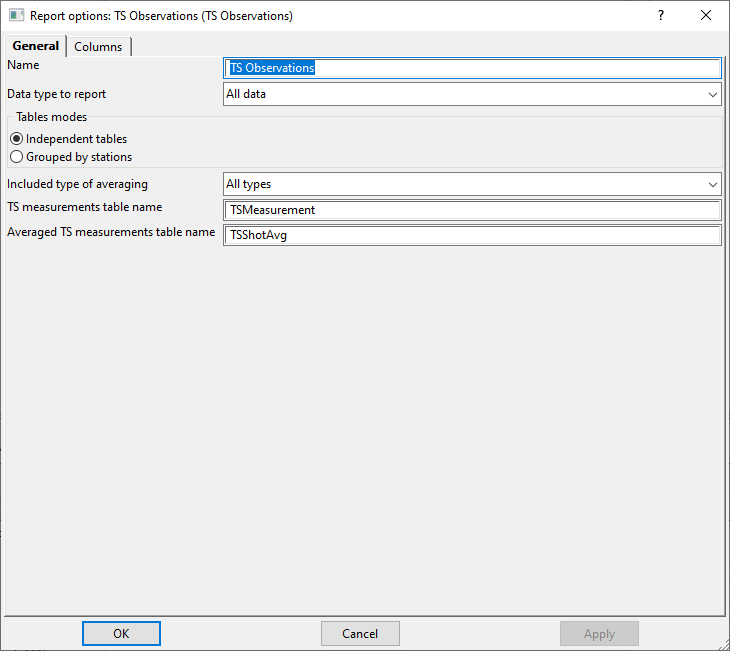 Report options: TS Observations (TS Observations)
?
General
Columns
Name
TS Observations
Data type to report
All data
Tables modes
Independent tables
Grouped by stations
Included type of averaging
All types
TS measurements table name
TSMeasurement
Averaged TS measurements table name
TSShotAvg
OK
Cancel
Apply